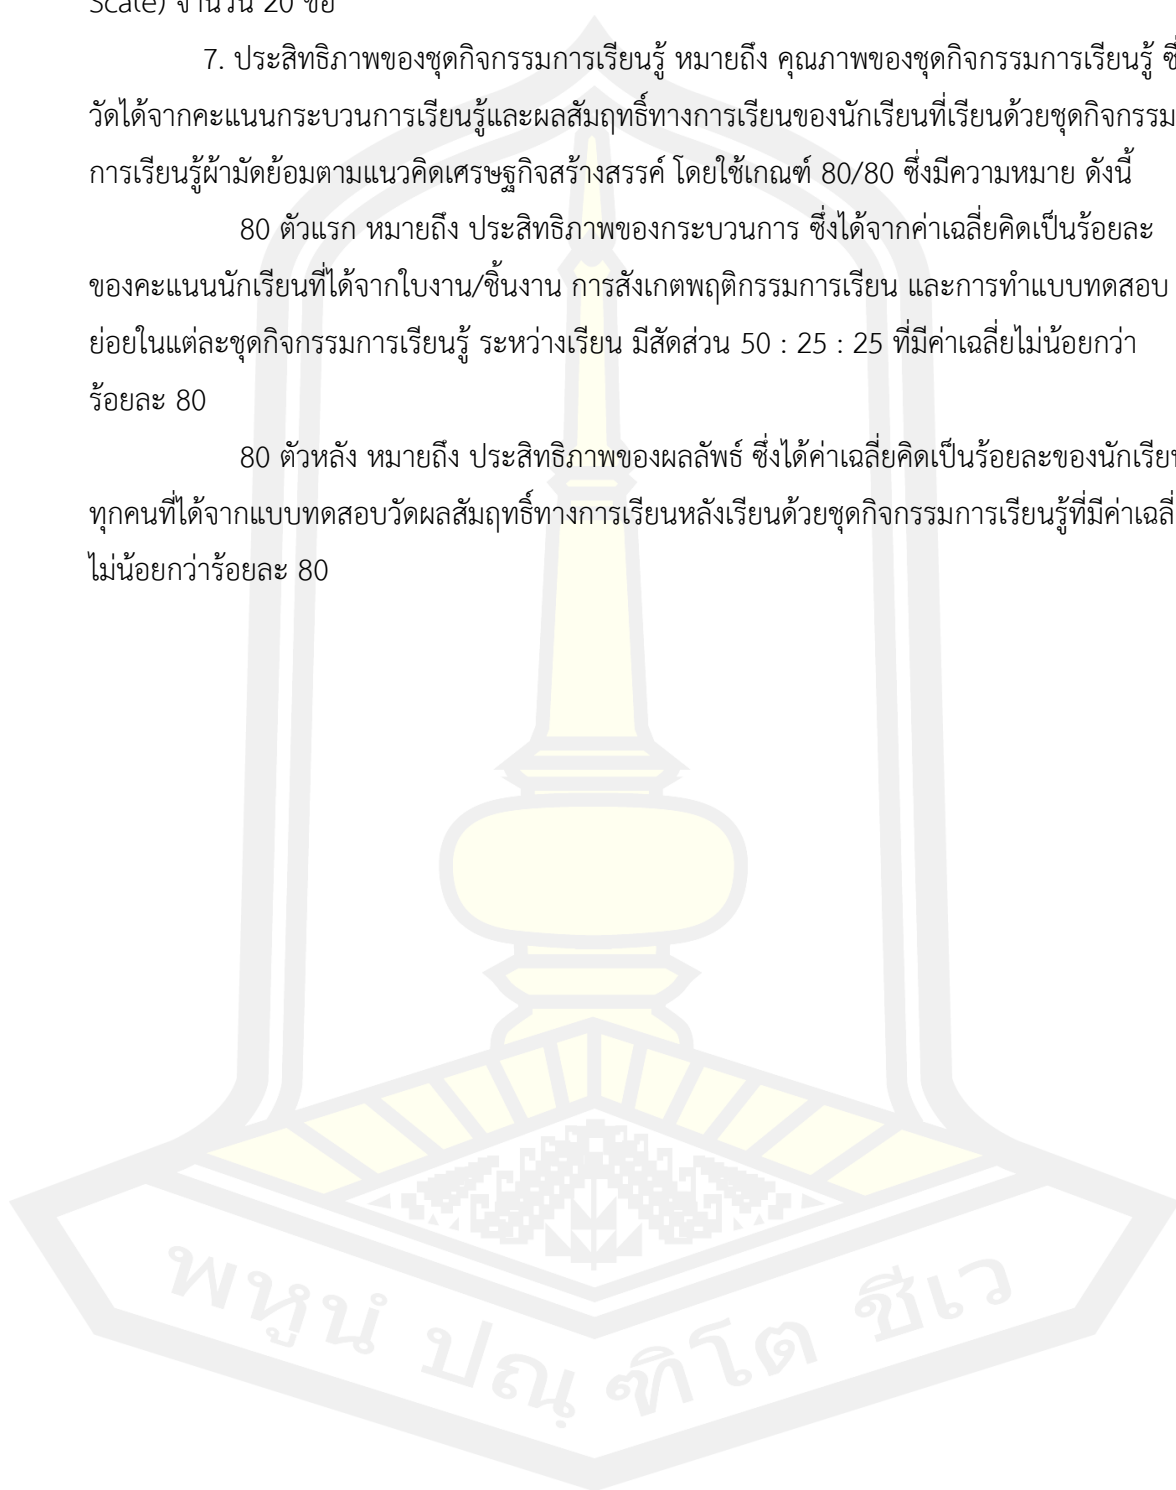 Scale) จำนวน 20 ข้อ
7. ประสิทธิภาพของชุดกิจกรรมการเรียนรู้ หมายถึง คุณภาพของชุดกิจกรรมการเรียนรู้
วัดได้จากคะแนนกระบวนการเรียนรู้และผลสัมฤทธิ์ทางการเรียนของนักเรียนที่เรียนด้วยชุดกิจกรรม
การเรียนรู้ผ้ามัดย้อมตามแนวคิดเศรษฐกิจสร้างสรรค์ โดยใช้เกณฑ์ 80/80 ซึ่งมีความหมาย ดังนี้
80 ตัวแรก หมายถึง ประสิทธิภาพของกระบวนการ ซึ่งได้จากค่าเฉลี่ยคิดเป็นร้อยละ
ของคะแนนนักเรียนที่ได้จากใบงาน/ชิ้นงาน การสังเกตพฤติกรรมการเรียน และการทำแบบทดสอบ
ย่อยในแต่ละชุดกิจกรรมการเรียนรู้ ระหว่างเรียน มีสัดส่วน 50 : 25 : 25 ที่มีค่าเฉลี่ยไม่น้อยกว่า
ร้อยละ 80
80 ตัวหลัง หมายถึง ประสิทธิภาพของผลลัพธ์ ซึ่งได้ค่าเฉลี่ยคิดเป็นร้อยละของนักเรียน
ทุกคนที่ได้จากแบบทดสอบวัดผลสัมฤทธิ์ทางการเรียนหลังเรียนด้วยชุดกิจกรรมการเรียนรู้ที่มีค่าเฉลี่
ไม่น้อยกว่าร้อยละ 80
พหูนํ ปณฺ ฑิโต ชีเว